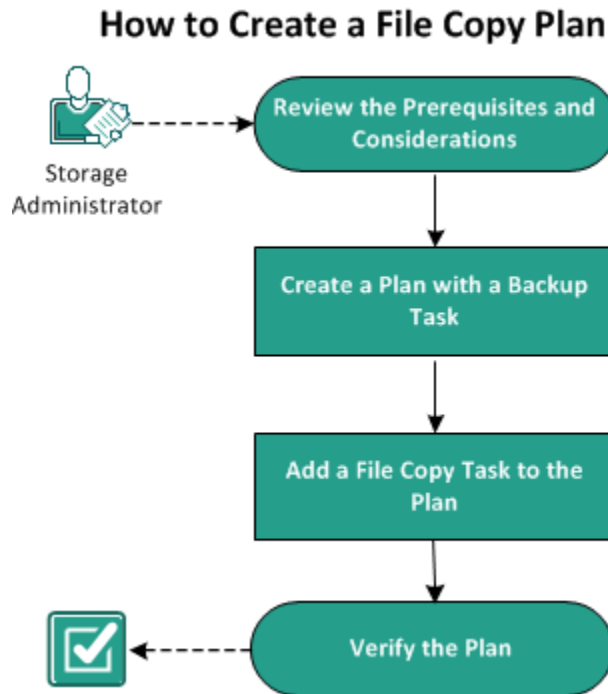 How to Create a File Copy Plan
Review the Prerequisites and
Considerations
Storage
Administrator
Create a Plan with a Backup
Task
Add a File Copy Task to the
Plan
Verify the Plan